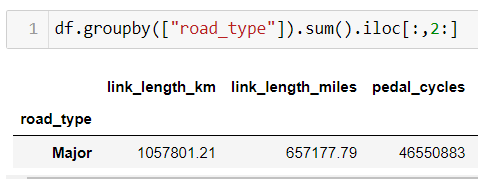 1 df.groupby(["road_type"]).sum().iloc[:,2:]
link_length_km link_length_miles pedal_cycles
road_type
Major 1057801.21 657177.79 46550883